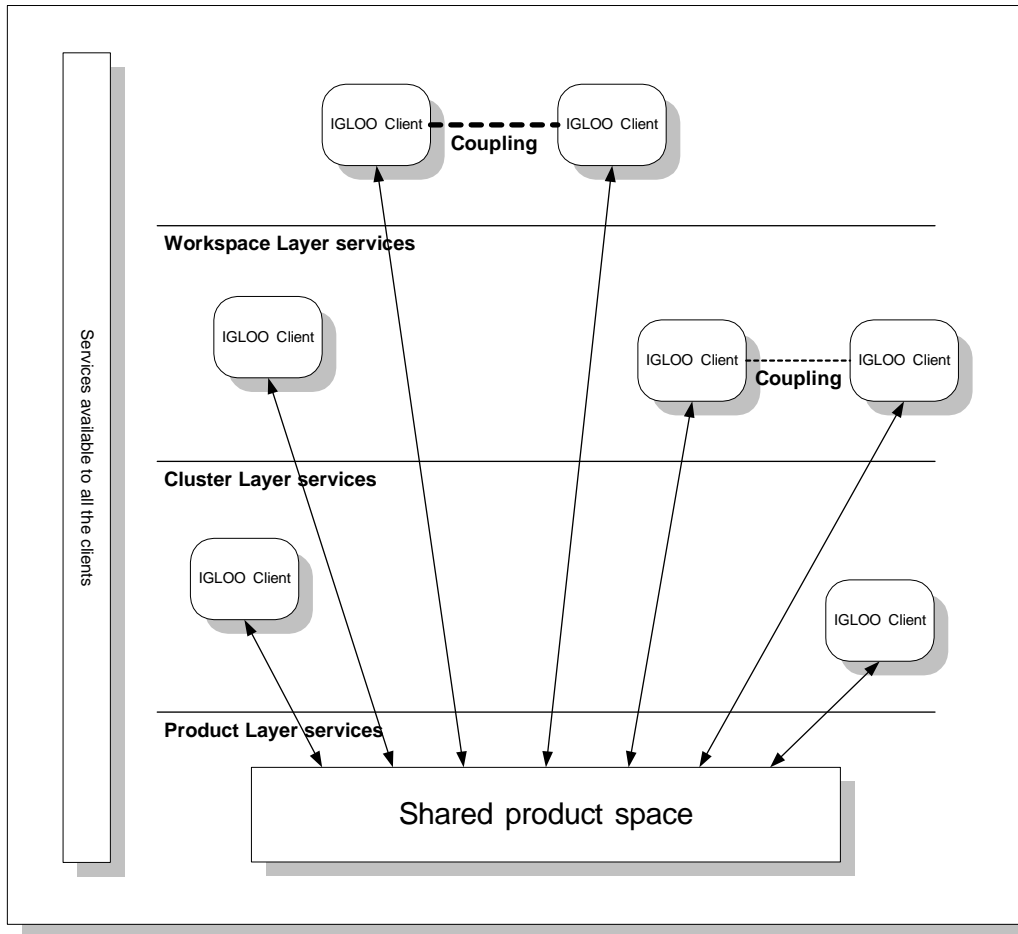 IGLOO Client
IGLOO Client
Coupling
Workspace Layer services
IGLOO Client
IGLOO Client
IGLOO Client
Coupling
Services available to all the clients
Cluster Layer services
IGLOO Client
IGLOO Client
Product Layer services
Shared product space